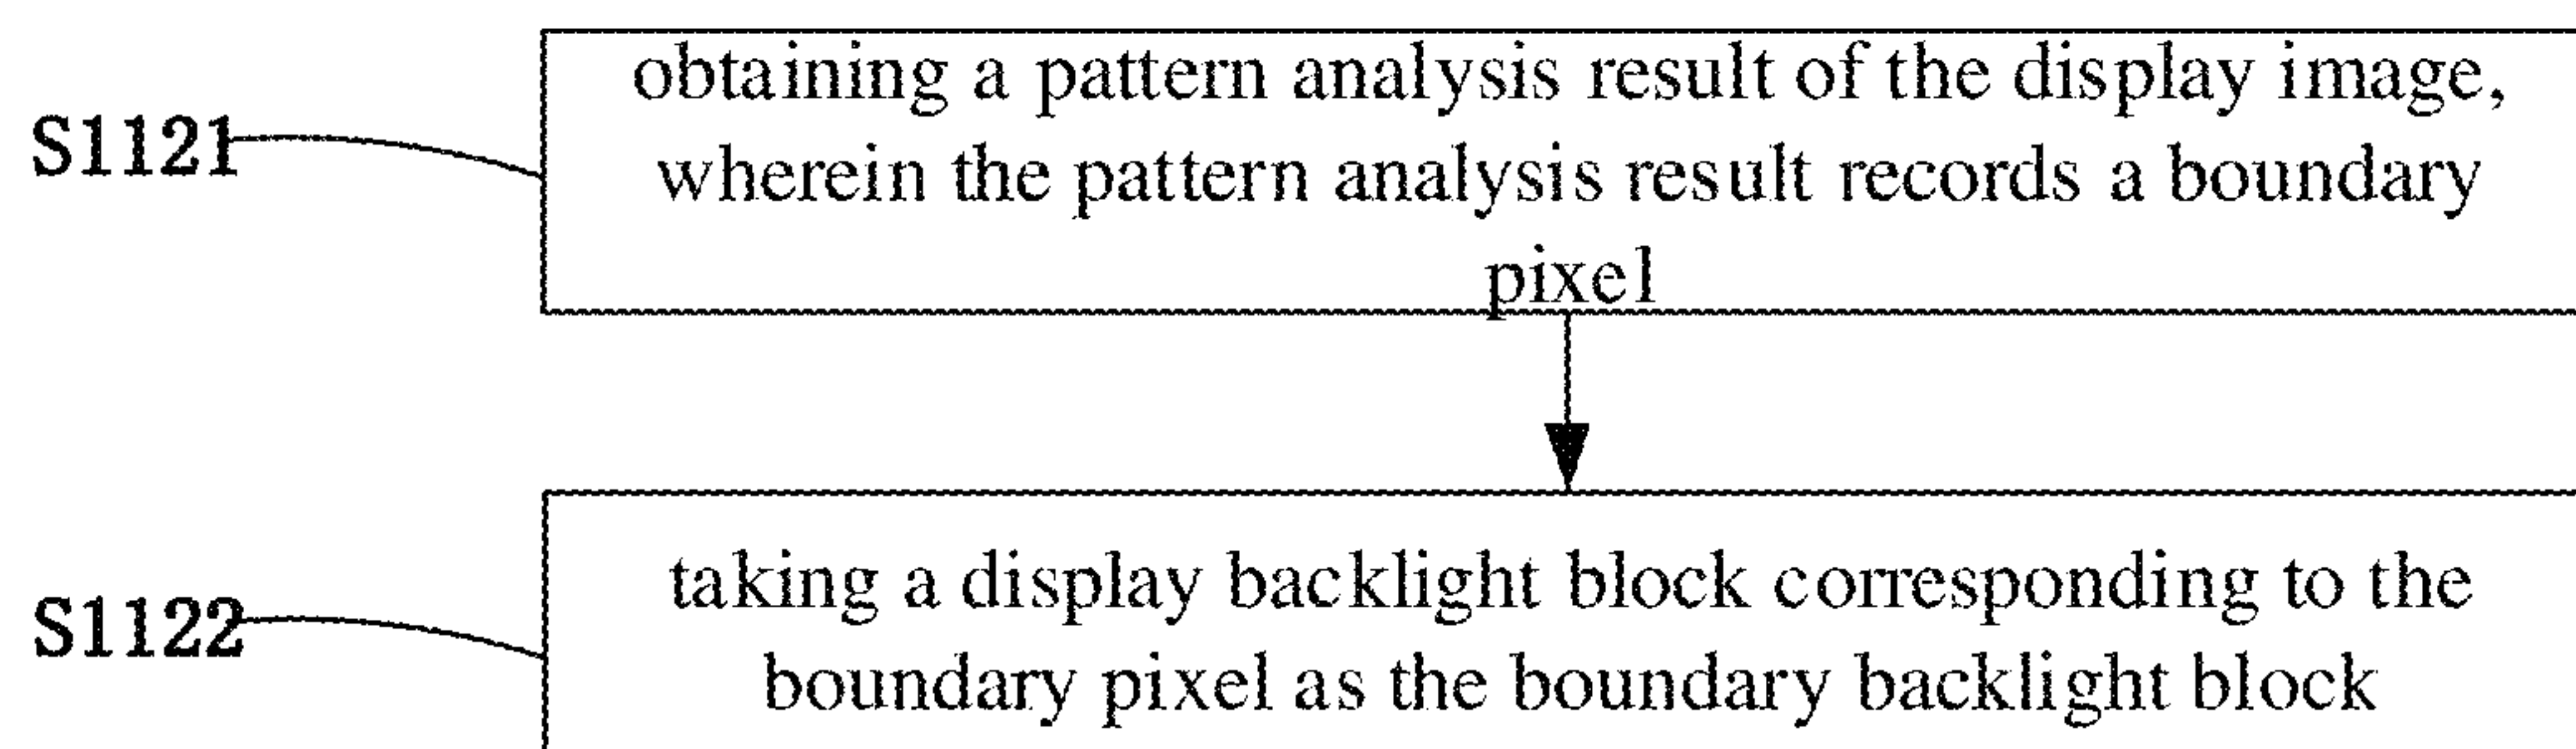 S1121
obtaining a pattern analysis result of the display image,
wherein the pattern analysis result records a boundary
pixel
S1122
taking a display backlight block corresponding to the
boundary pixel as the boundary backlight block